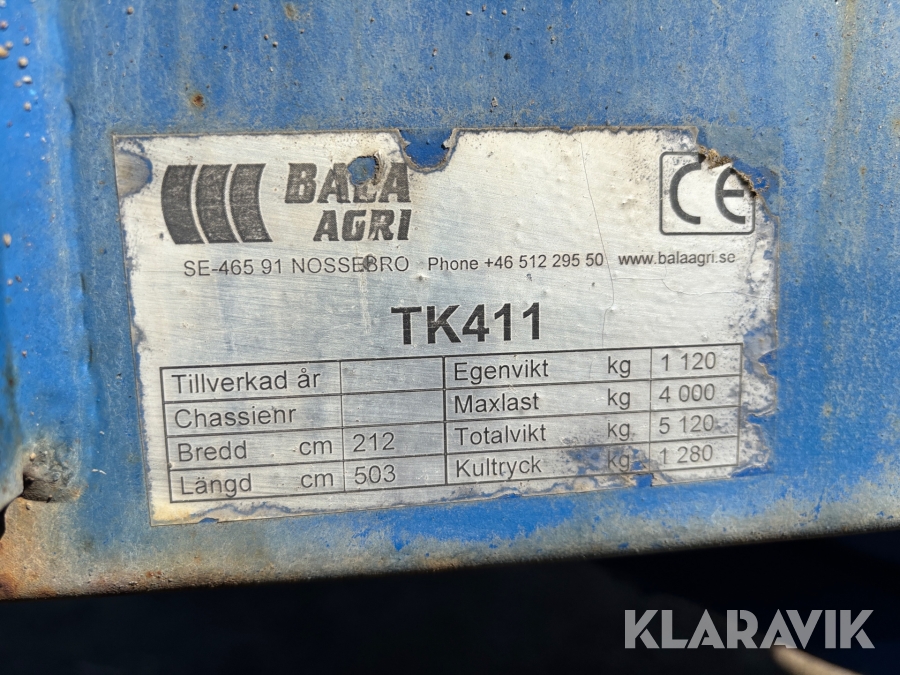 BALA
AGRI
CE
SE-465 91 NOSSEBRO Phone +46 512 295 50 www.balaagri.se
TK411
Tillverkad år
Chassienr
Bredd cm 212
Längd cm 503
Egenvikt kg 1 120
Maxlast kg 4 000
Totalvikt kg 5 120
Kultryck kg 1 280
KLARAVIK